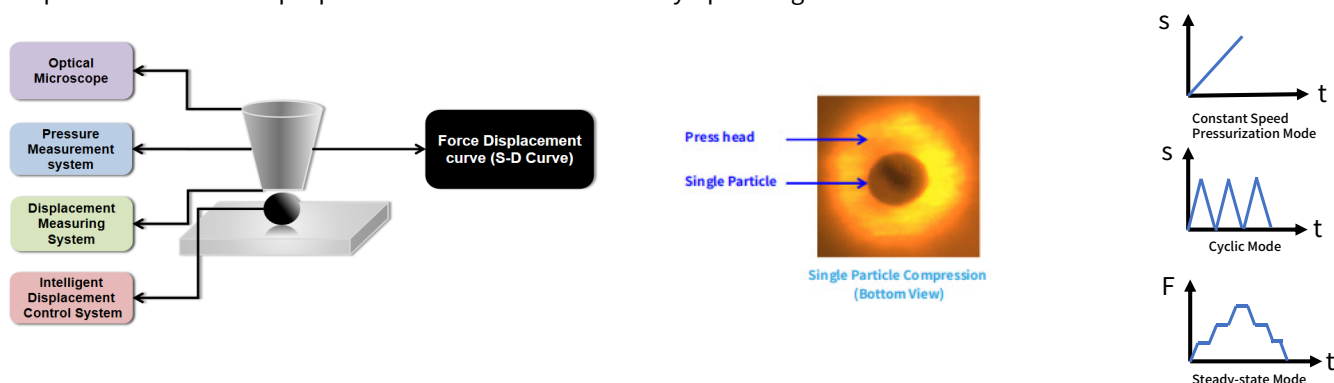 Optical
Microscope
Pressure
Measurement
system
Displacement
Measuring
System
Intelligent
Displacement
Control System
Force Displacement
curve (S-D Curve)
Press head
Single Particle
Single Particle Compression
(Bottom View)
S
t
Constant Speed
Pressurization Mode
S
t
Cyclic Mode
F
t
Steady-state Mode